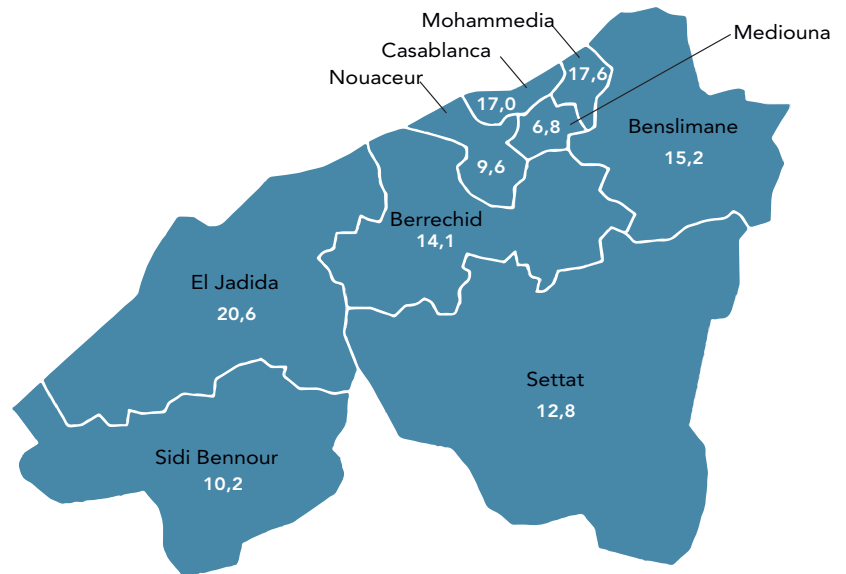 Mohammedia
Mediouna
Casablanca
Nouaceur
17,6
17,0
6,8
Benslimane
15,2
9,6
Berrechid
14,1
El Jadida
20,6
Settat
12,8
Sidi Bennour
10,2